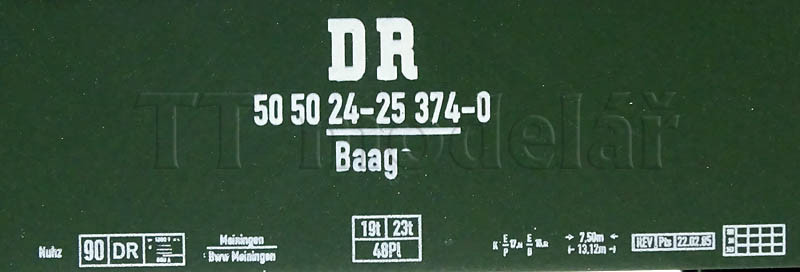 DR
50 50 24-25 374-0
Baag
TT modelář
Nuhz
90 DR
Meiningen
Bww Meiningen
19t 23t
48Pl
7,50m
13,12m
REV Pbs 22.02.85